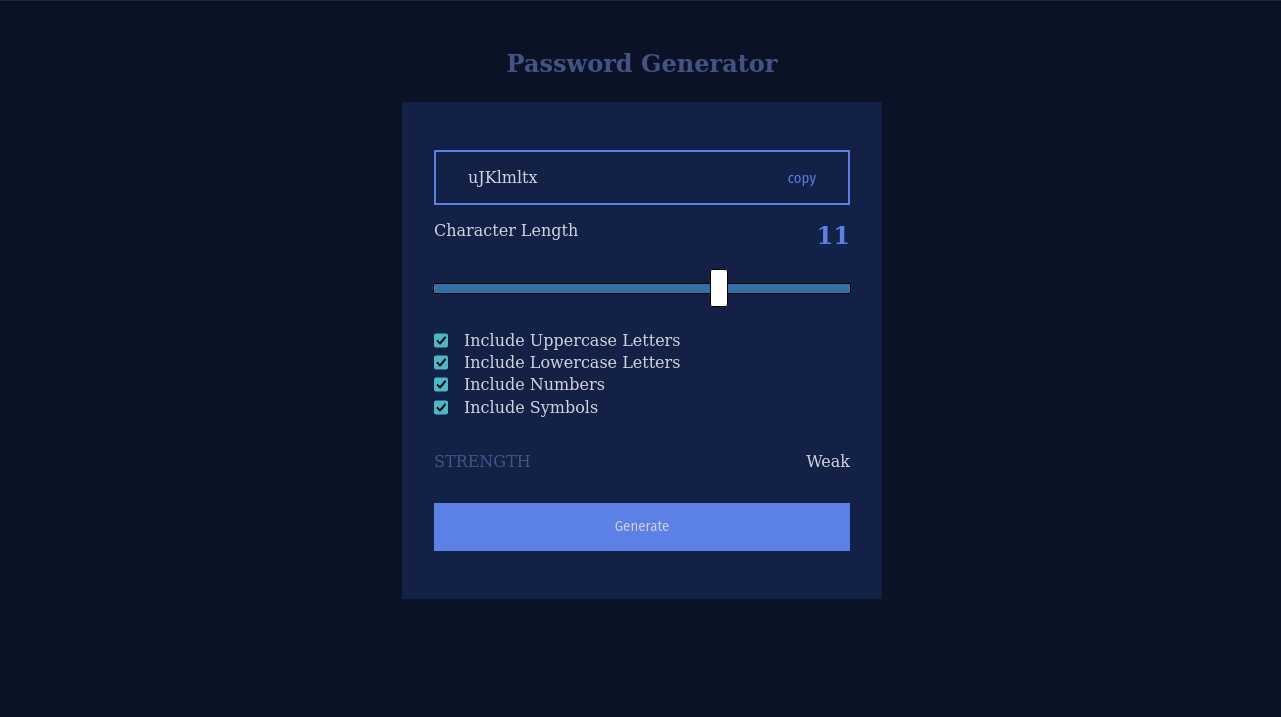 Password Generator
uJKlmltx copy
Character Length 11
Include Uppercase Letters
Include Lowercase Letters
Include Numbers
Include Symbols
STRENGTH Weak
Generate